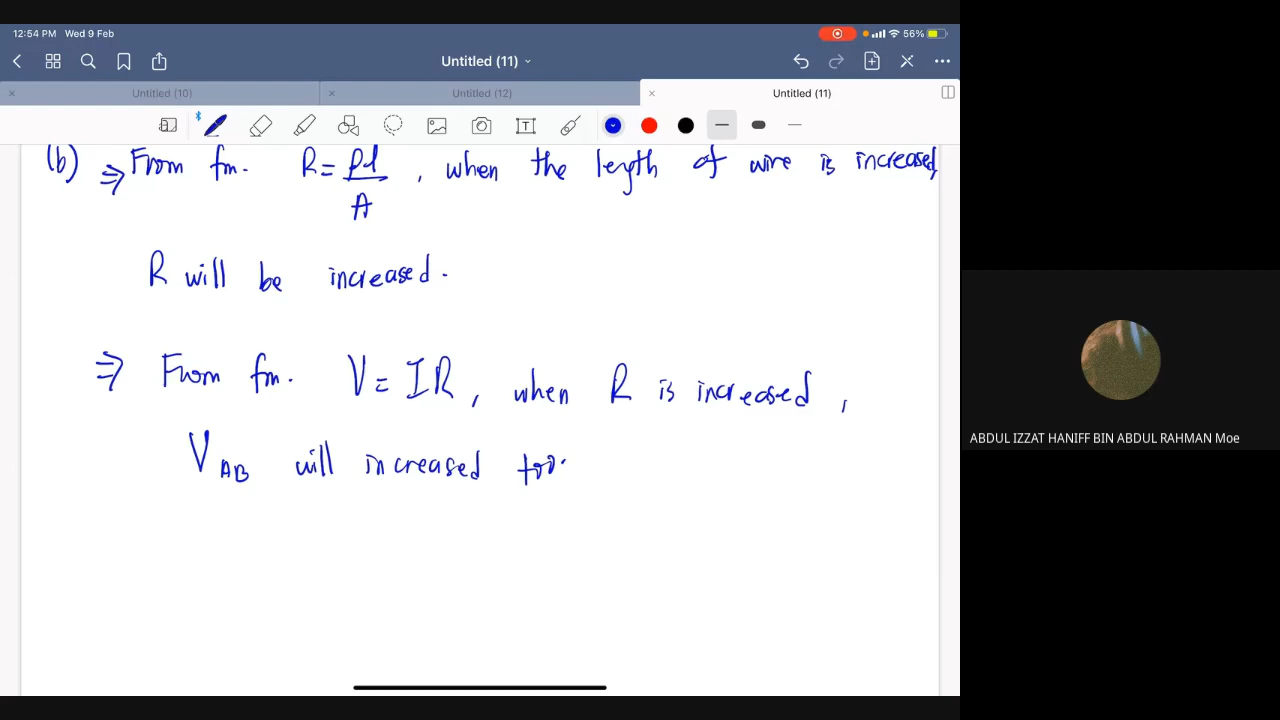 12:54 PM Wed 9 Feb
56%
Untitled (11)
Untitled (10)
Untitled (12)
Untitled (11)
(b) ⇒ From fm. R = ρl/A , when the length of wire is increased,
R will be increased.
⇒ From fm. V = IR, when R is increased,
V_AB will increased too.
ABDUL IZZAT HANIFF BIN ABDUL RAHMAN Moe